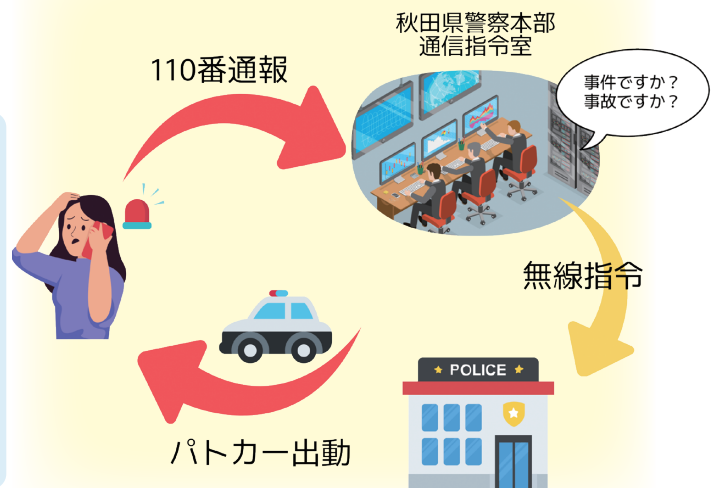 秋田県警察本部
通信指令室
110番通報
事件ですか？
事故ですか？
無線指令
POLICE
パトカー出動